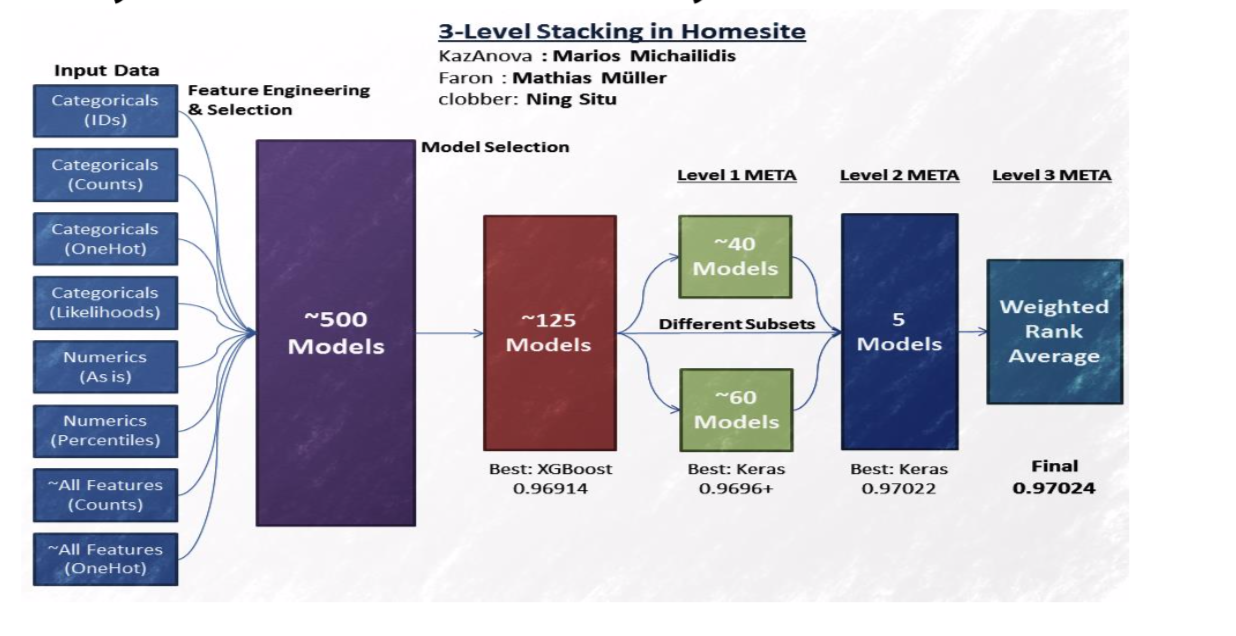 3-Level Stacking in Homesite
KazAnova : Marios Michailidis
Faron : Mathias Müller
clobber: Ning Situ
Input Data
Feature Engineering
& Selection
Categoricals
(IDs)
Categoricals
(Counts)
Categoricals
(OneHot)
Categoricals
(Likelihoods)
Numerics
(As is)
Numerics
(Percentiles)
~All Features
(Counts)
~All Features
(OneHot)
~500
Models
Model Selection
~125
Models
Best: XGBoost
0.96914
Level 1 META
~40
Models
Different Subsets
~60
Models
Best: Keras
0.9696+
Level 2 META
5
Models
Best: Keras
0.97022
Level 3 META
Weighted
Rank
Average
Final
0.97024